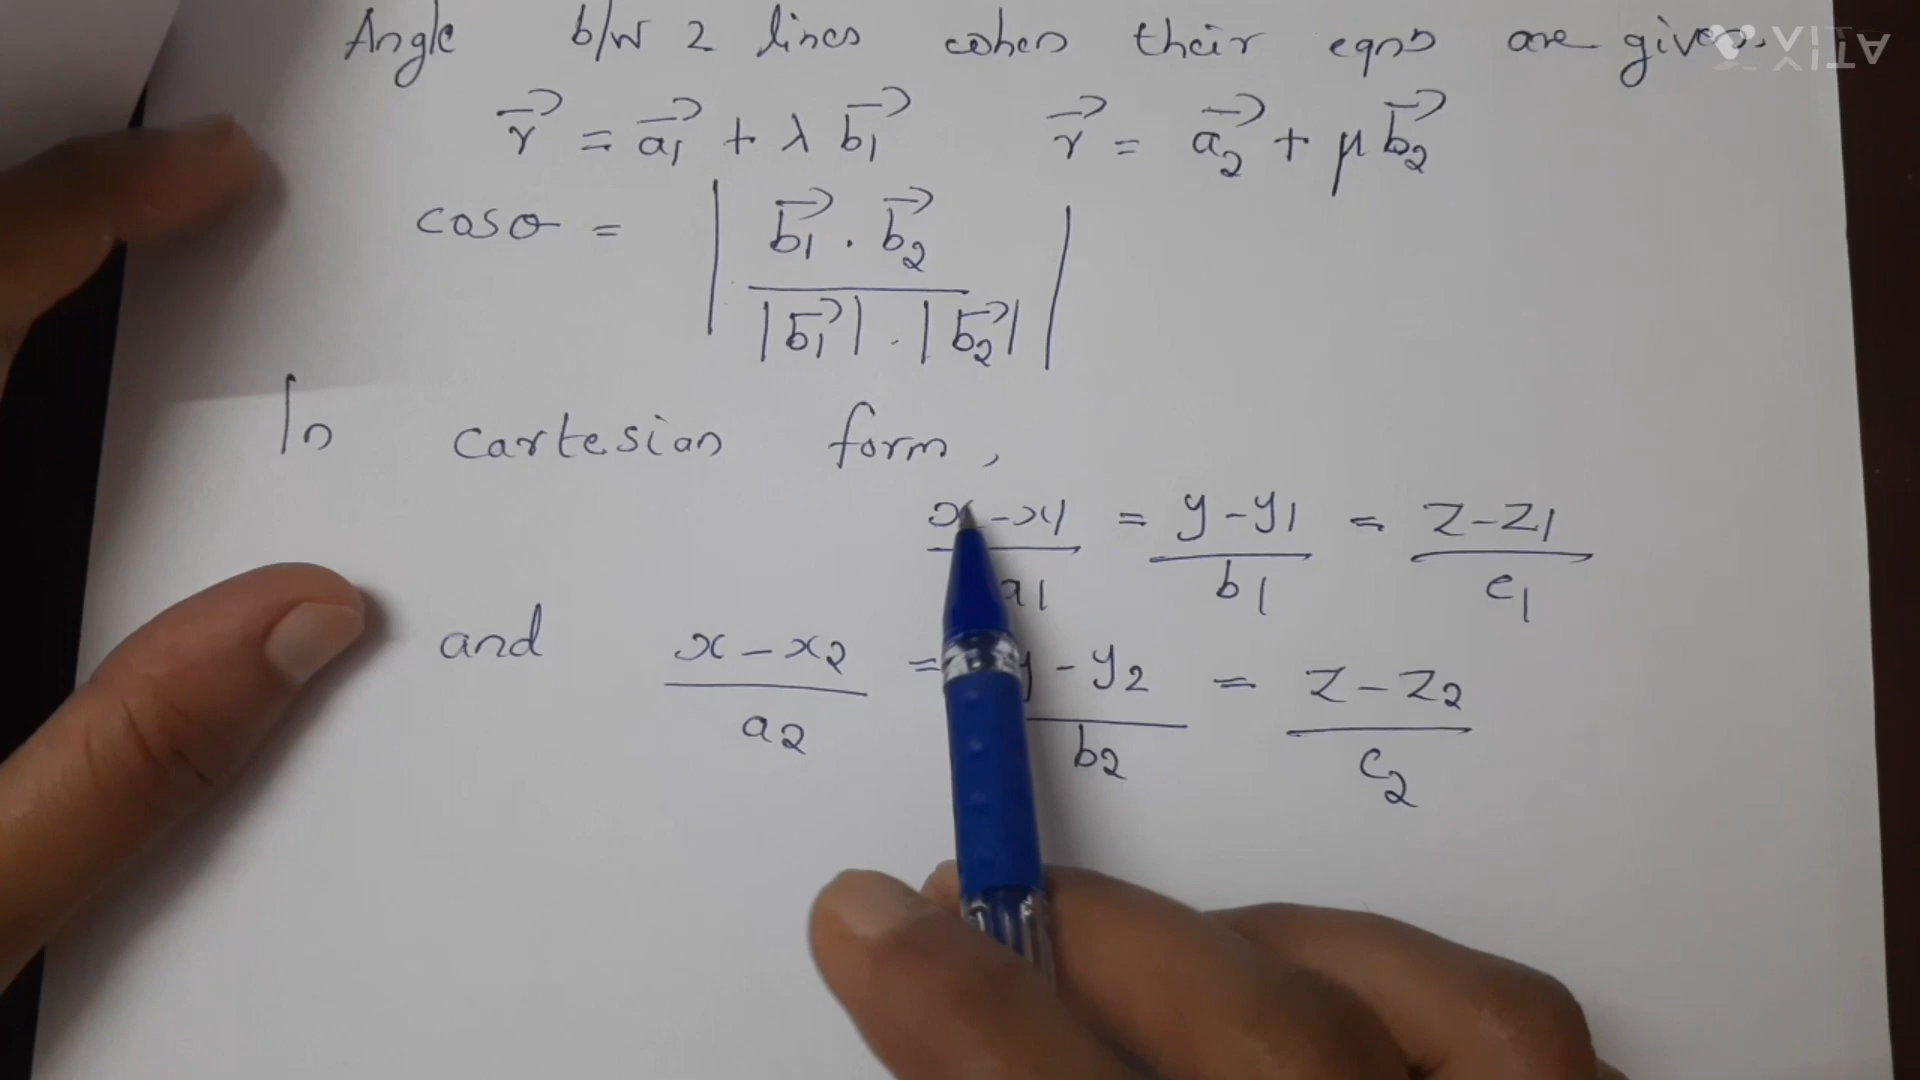 Angle b/w 2 lines when their eqns are given. VIXITA
r⃗ = a⃗₁ + λ b⃗₁ r⃗ = a⃗₂ + μ b⃗₂
cosθ = | b⃗₁ . b⃗₂ / |b⃗₁| . |b⃗₂| |
In cartesian form,
x-x₁ / a₁ = y-y₁ / b₁ = z-z₁ / c₁
and x-x₂ / a₂ = y-y₂ / b₂ = z-z₂ / c₂